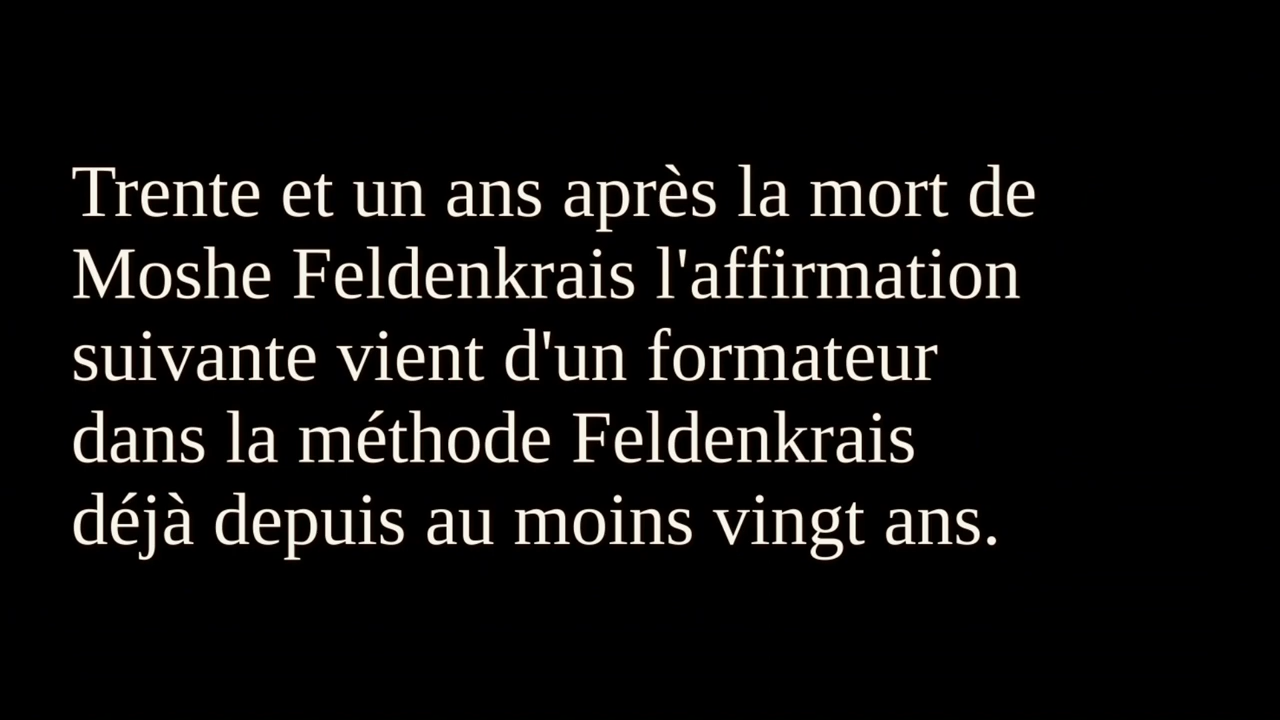 Trente et un ans après la mort de
Moshe Feldenkrais l'affirmation
suivante vient d'un formateur
dans la méthode Feldenkrais
déjà depuis au moins vingt ans.